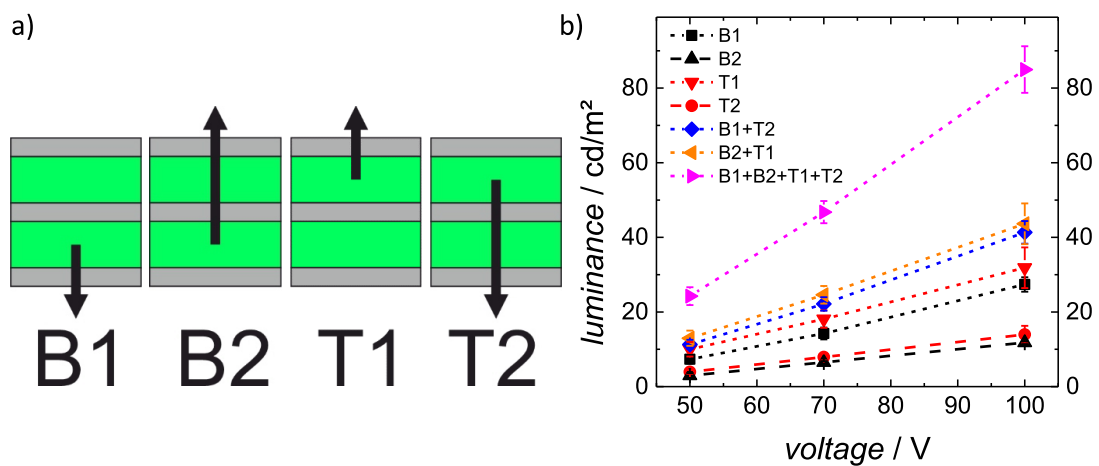 a)
B1
B2
T1
T2
b)
luminance / cd/m²
80
60
40
20
0
B1
B2
T1
T2
B1+T2
B2+T1
B1+B2+T1+T2
80
60
40
20
0
50 60 70 80 90 100
voltage / V